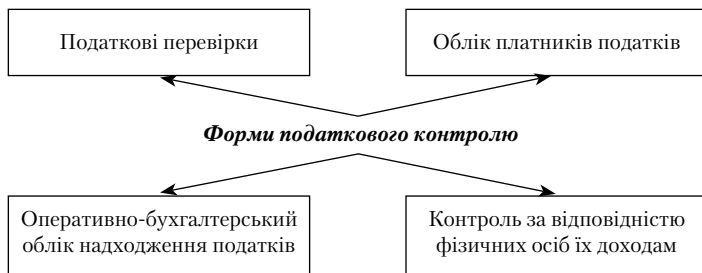 Податкові перевірки
Облік платників податків
Форми податкового контролю
Оперативно-бухгалтерський
облік надходження податків
Контроль за відповідністю
фізичних осіб їх доходам